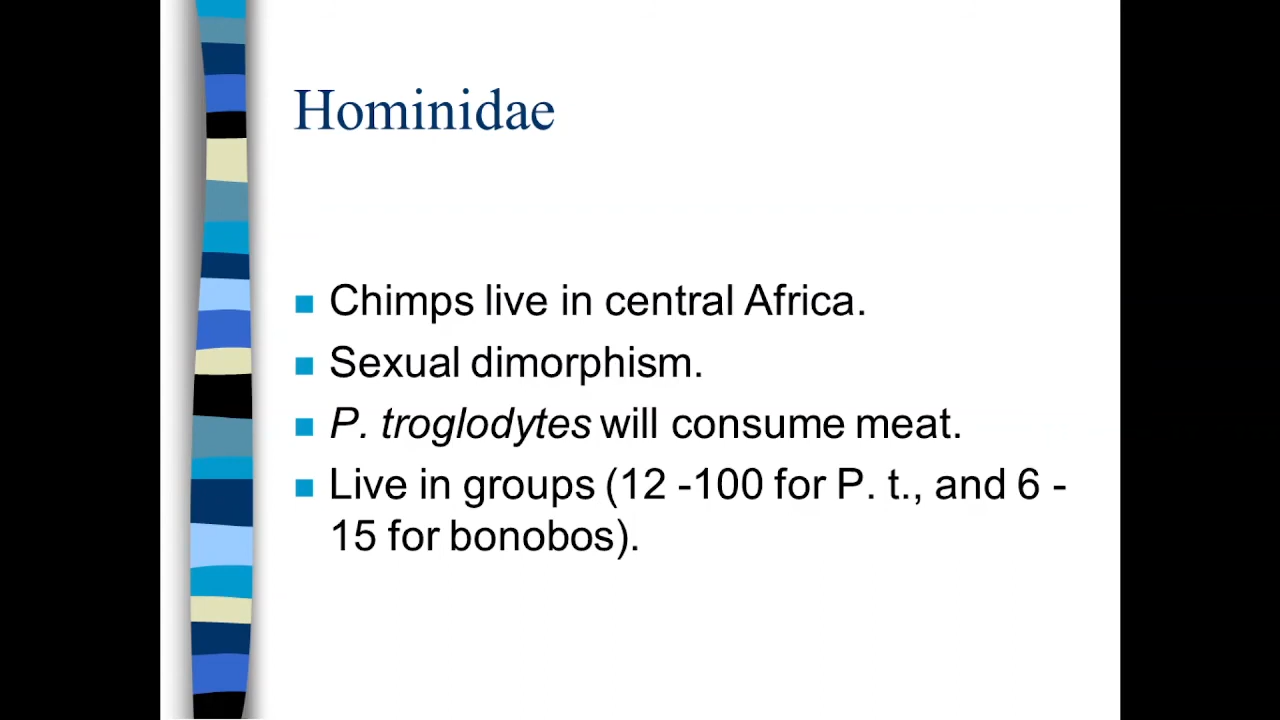 Hominidae
Chimps live in central Africa.
Sexual dimorphism.
P. troglodytes will consume meat.
Live in groups (12 -100 for P. t., and 6 -
15 for bonobos).